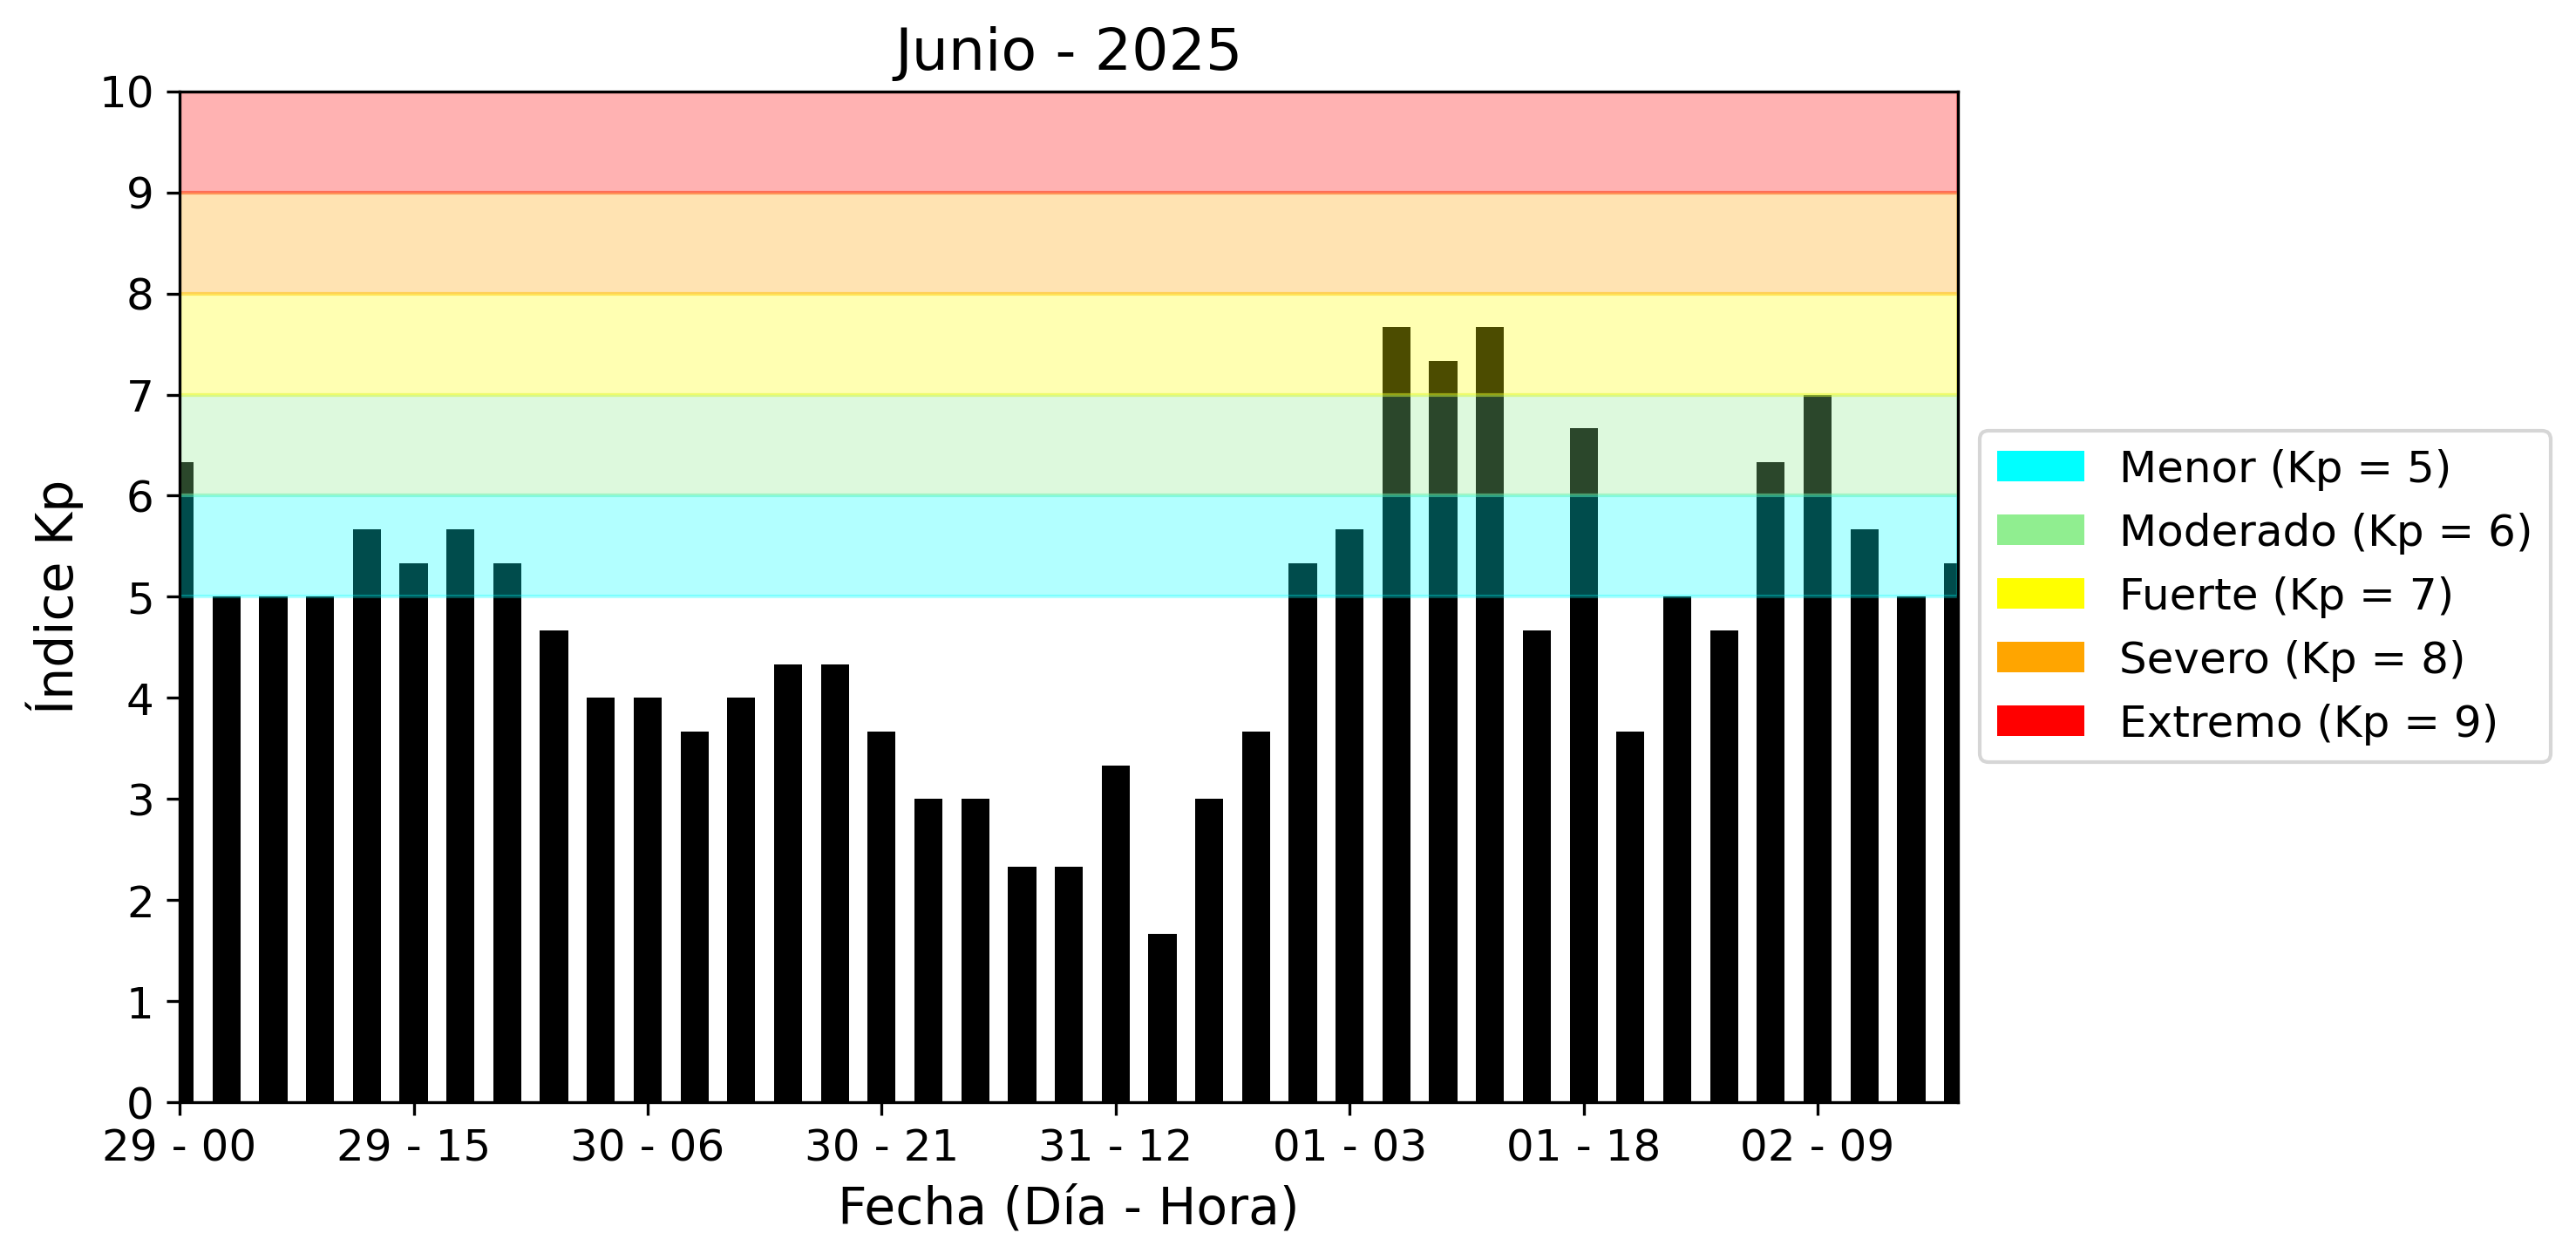 Junio - 2025
10
9
8
7
6
5
4
3
2
1
0
Índice Kp
29 - 00 29 - 15 30 - 06 30 - 21 31 - 12 01 - 03 01 - 18 02 - 09
Fecha (Día - Hora)
Menor (Kp = 5)
Moderado (Kp = 6)
Fuerte (Kp = 7)
Severo (Kp = 8)
Extremo (Kp = 9)